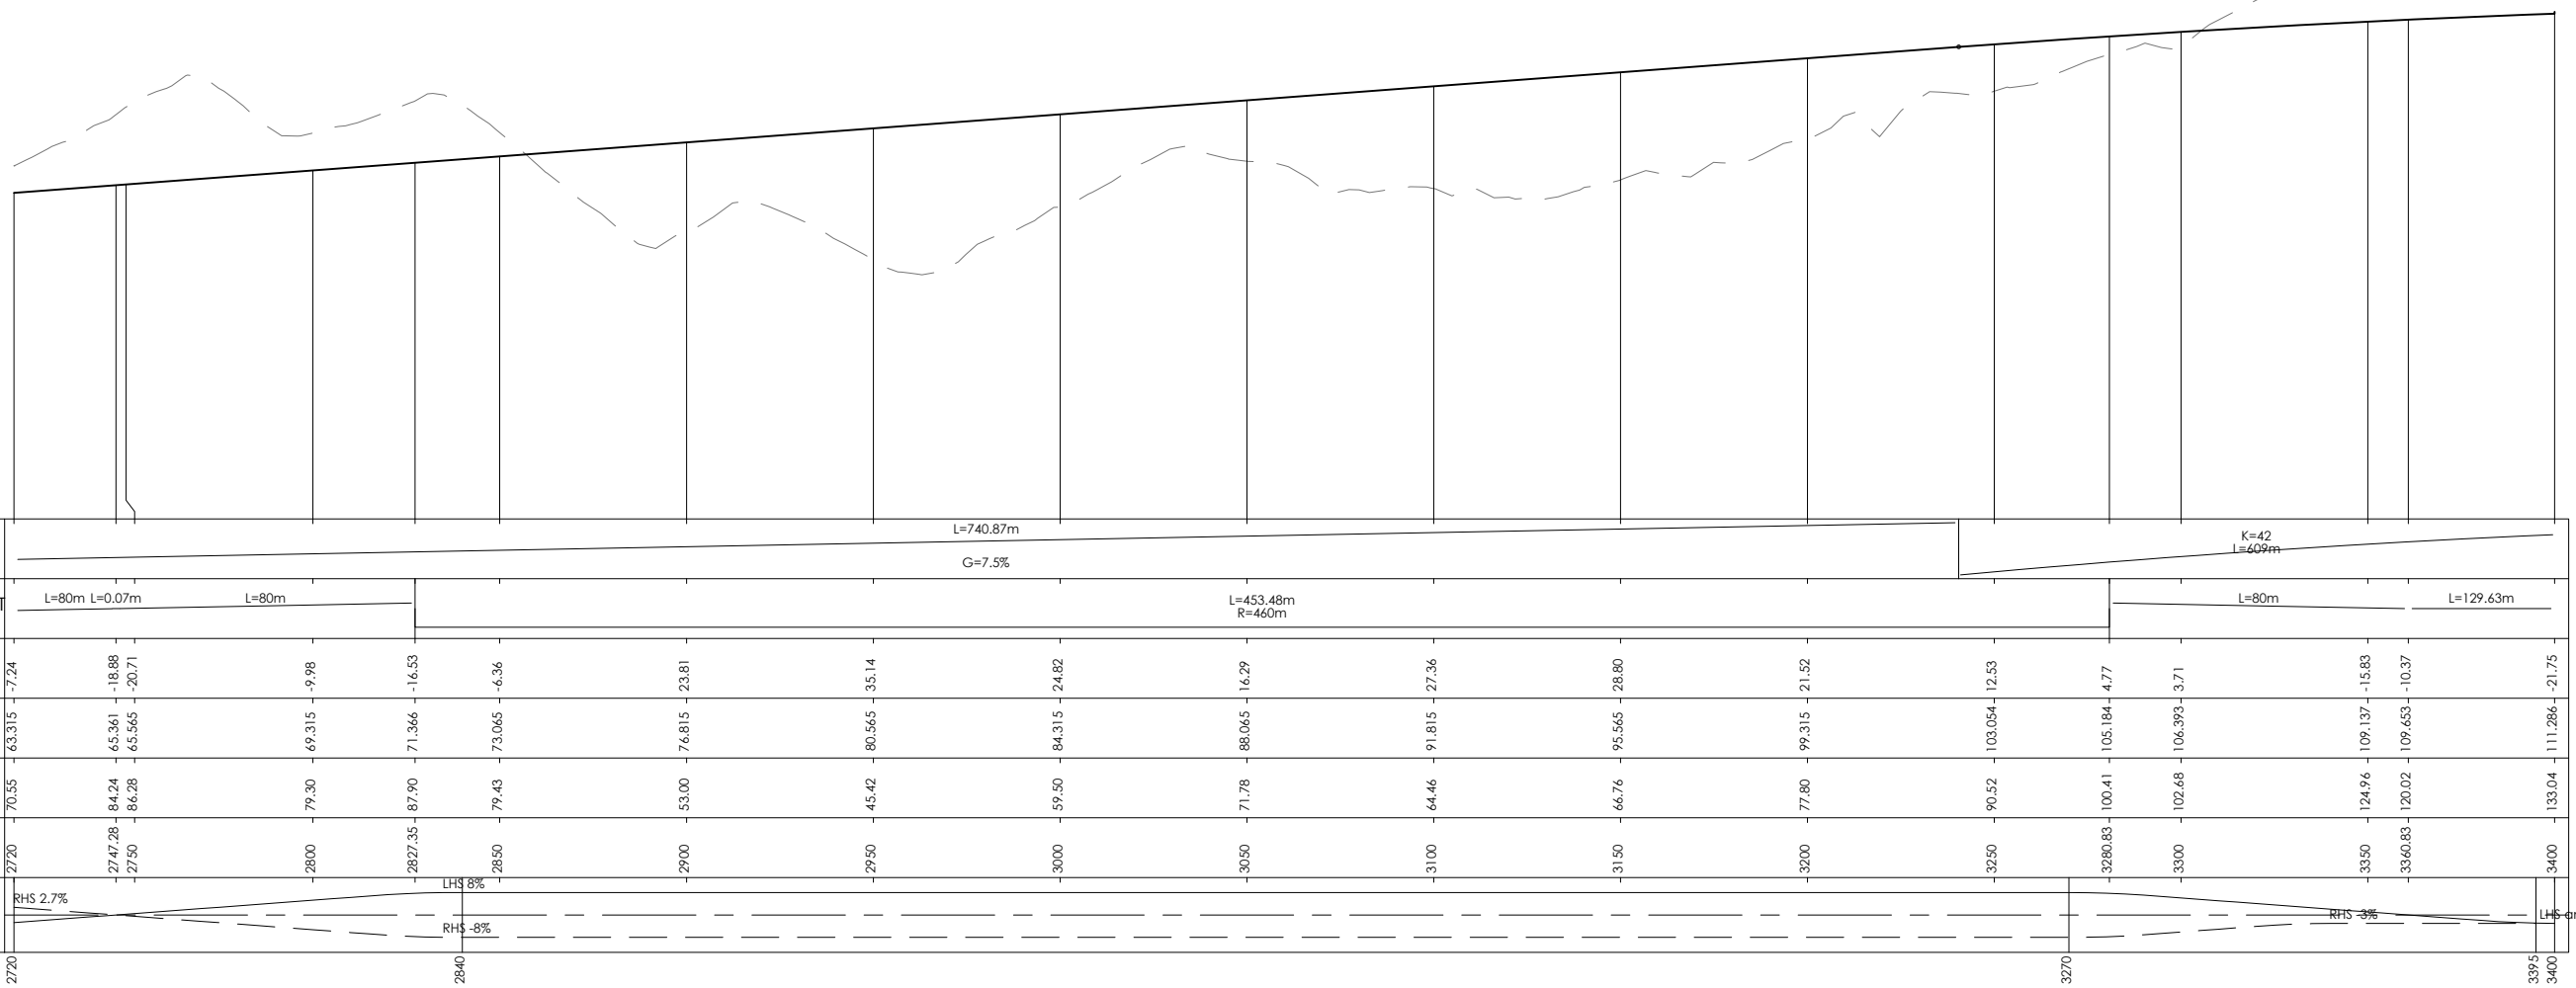 L=740.87m
G=7.5%
K=42
L=609m
L=80m L=0.07m L=80m
L=453.48m
R=460m
L=80m
L=129.63m
-7.24 -18.88 -20.71 -9.98 -16.53 -6.36 23.81 35.14 24.82 16.29 27.36 28.80 21.52 12.53 4.77 3.71 -15.83 -10.37 -21.75
63.315 65.361 65.565 69.315 71.366 73.065 76.815 80.565 84.315 88.065 91.815 95.565 99.315 103.054 105.184 106.393 109.137 109.653 111.286
70.55 84.24 86.28 79.30 87.90 79.43 53.00 45.42 59.50 71.78 64.46 66.76 77.80 90.52 100.41 102.68 124.96 120.02 133.04
2720 2747.28 2750 2800 2827.35 2850 2900 2950 3000 3050 3100 3150 3200 3250 3280.83 3300 3350 3360.83 3400
LHS 8%
RHS 2.7%
RHS -3%
LHS
RHS -8%
2720 2840 3270 3395 3400